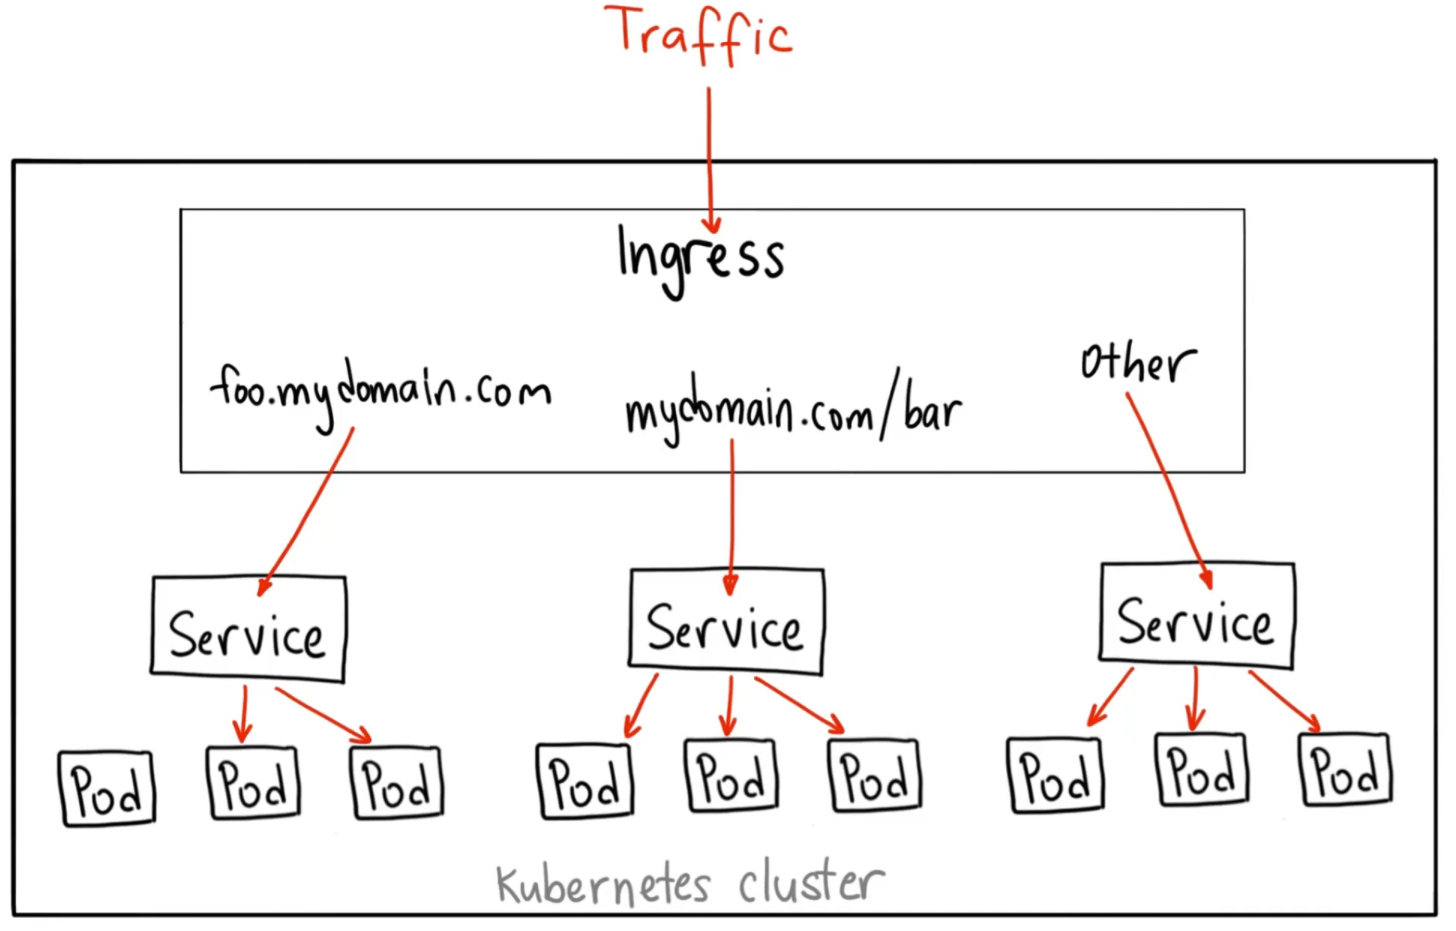 Traffic
Ingress
foo.mydomain.com
mydomain.com/bar
other
Service
Service
Service
Pod
Pod
Pod
Pod
Pod
Pod
Pod
Pod
Pod
Kubernetes cluster